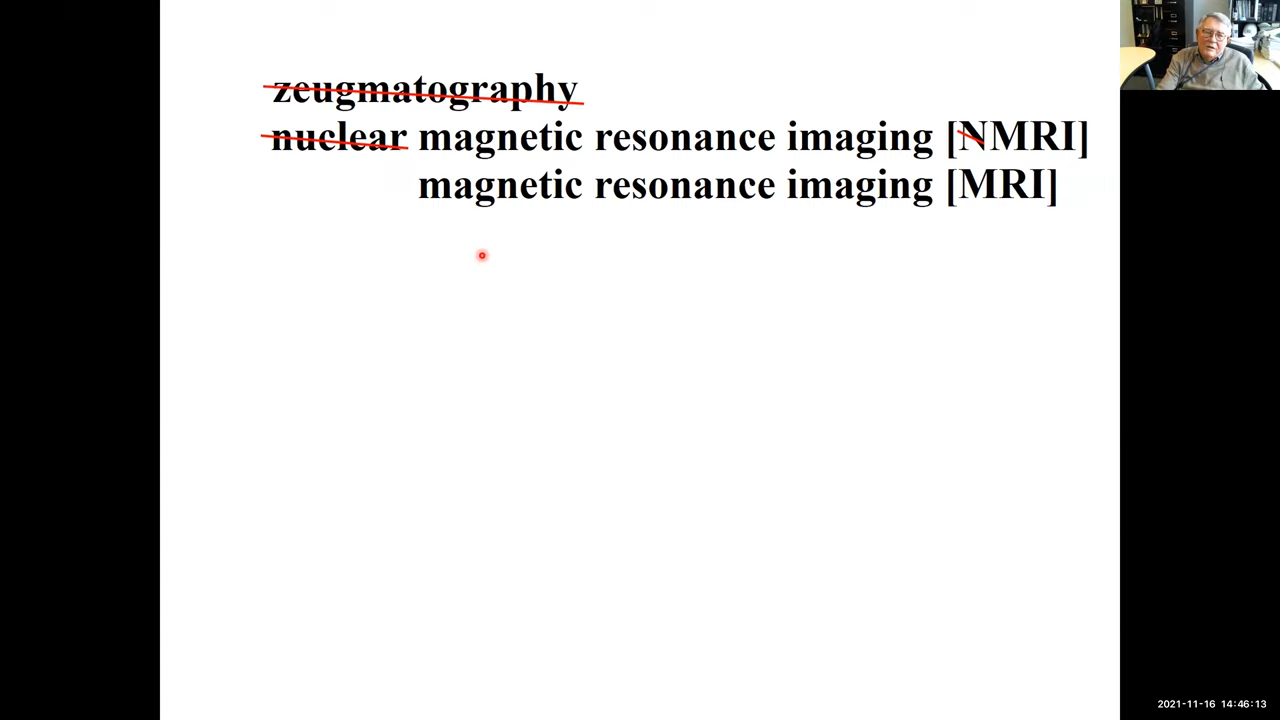 zeugmatography
nuclear magnetic resonance imaging [NMRI]
magnetic resonance imaging [MRI]
2021-11-16 14:46:13